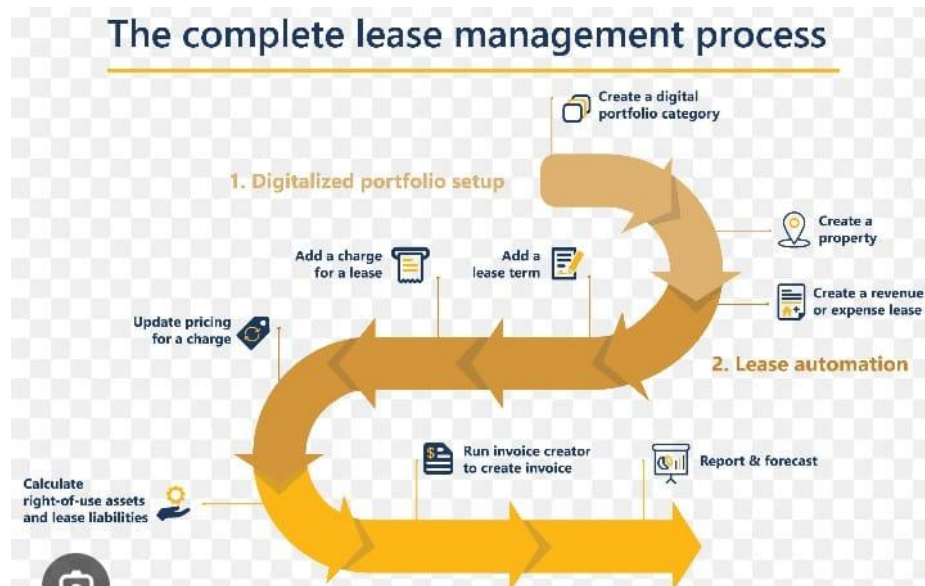 The complete lease management process
Create a digital
portfolio category
1. Digitalized portfolio setup
Create a
property
Add a charge
for a lease
Add a
lease term
Create a revenue
or expense lease
Update pricing
for a charge
2. Lease automation
Run invoice creator
to create invoice
Report & forecast
Calculate
right-of-use assets
and lease liabilities